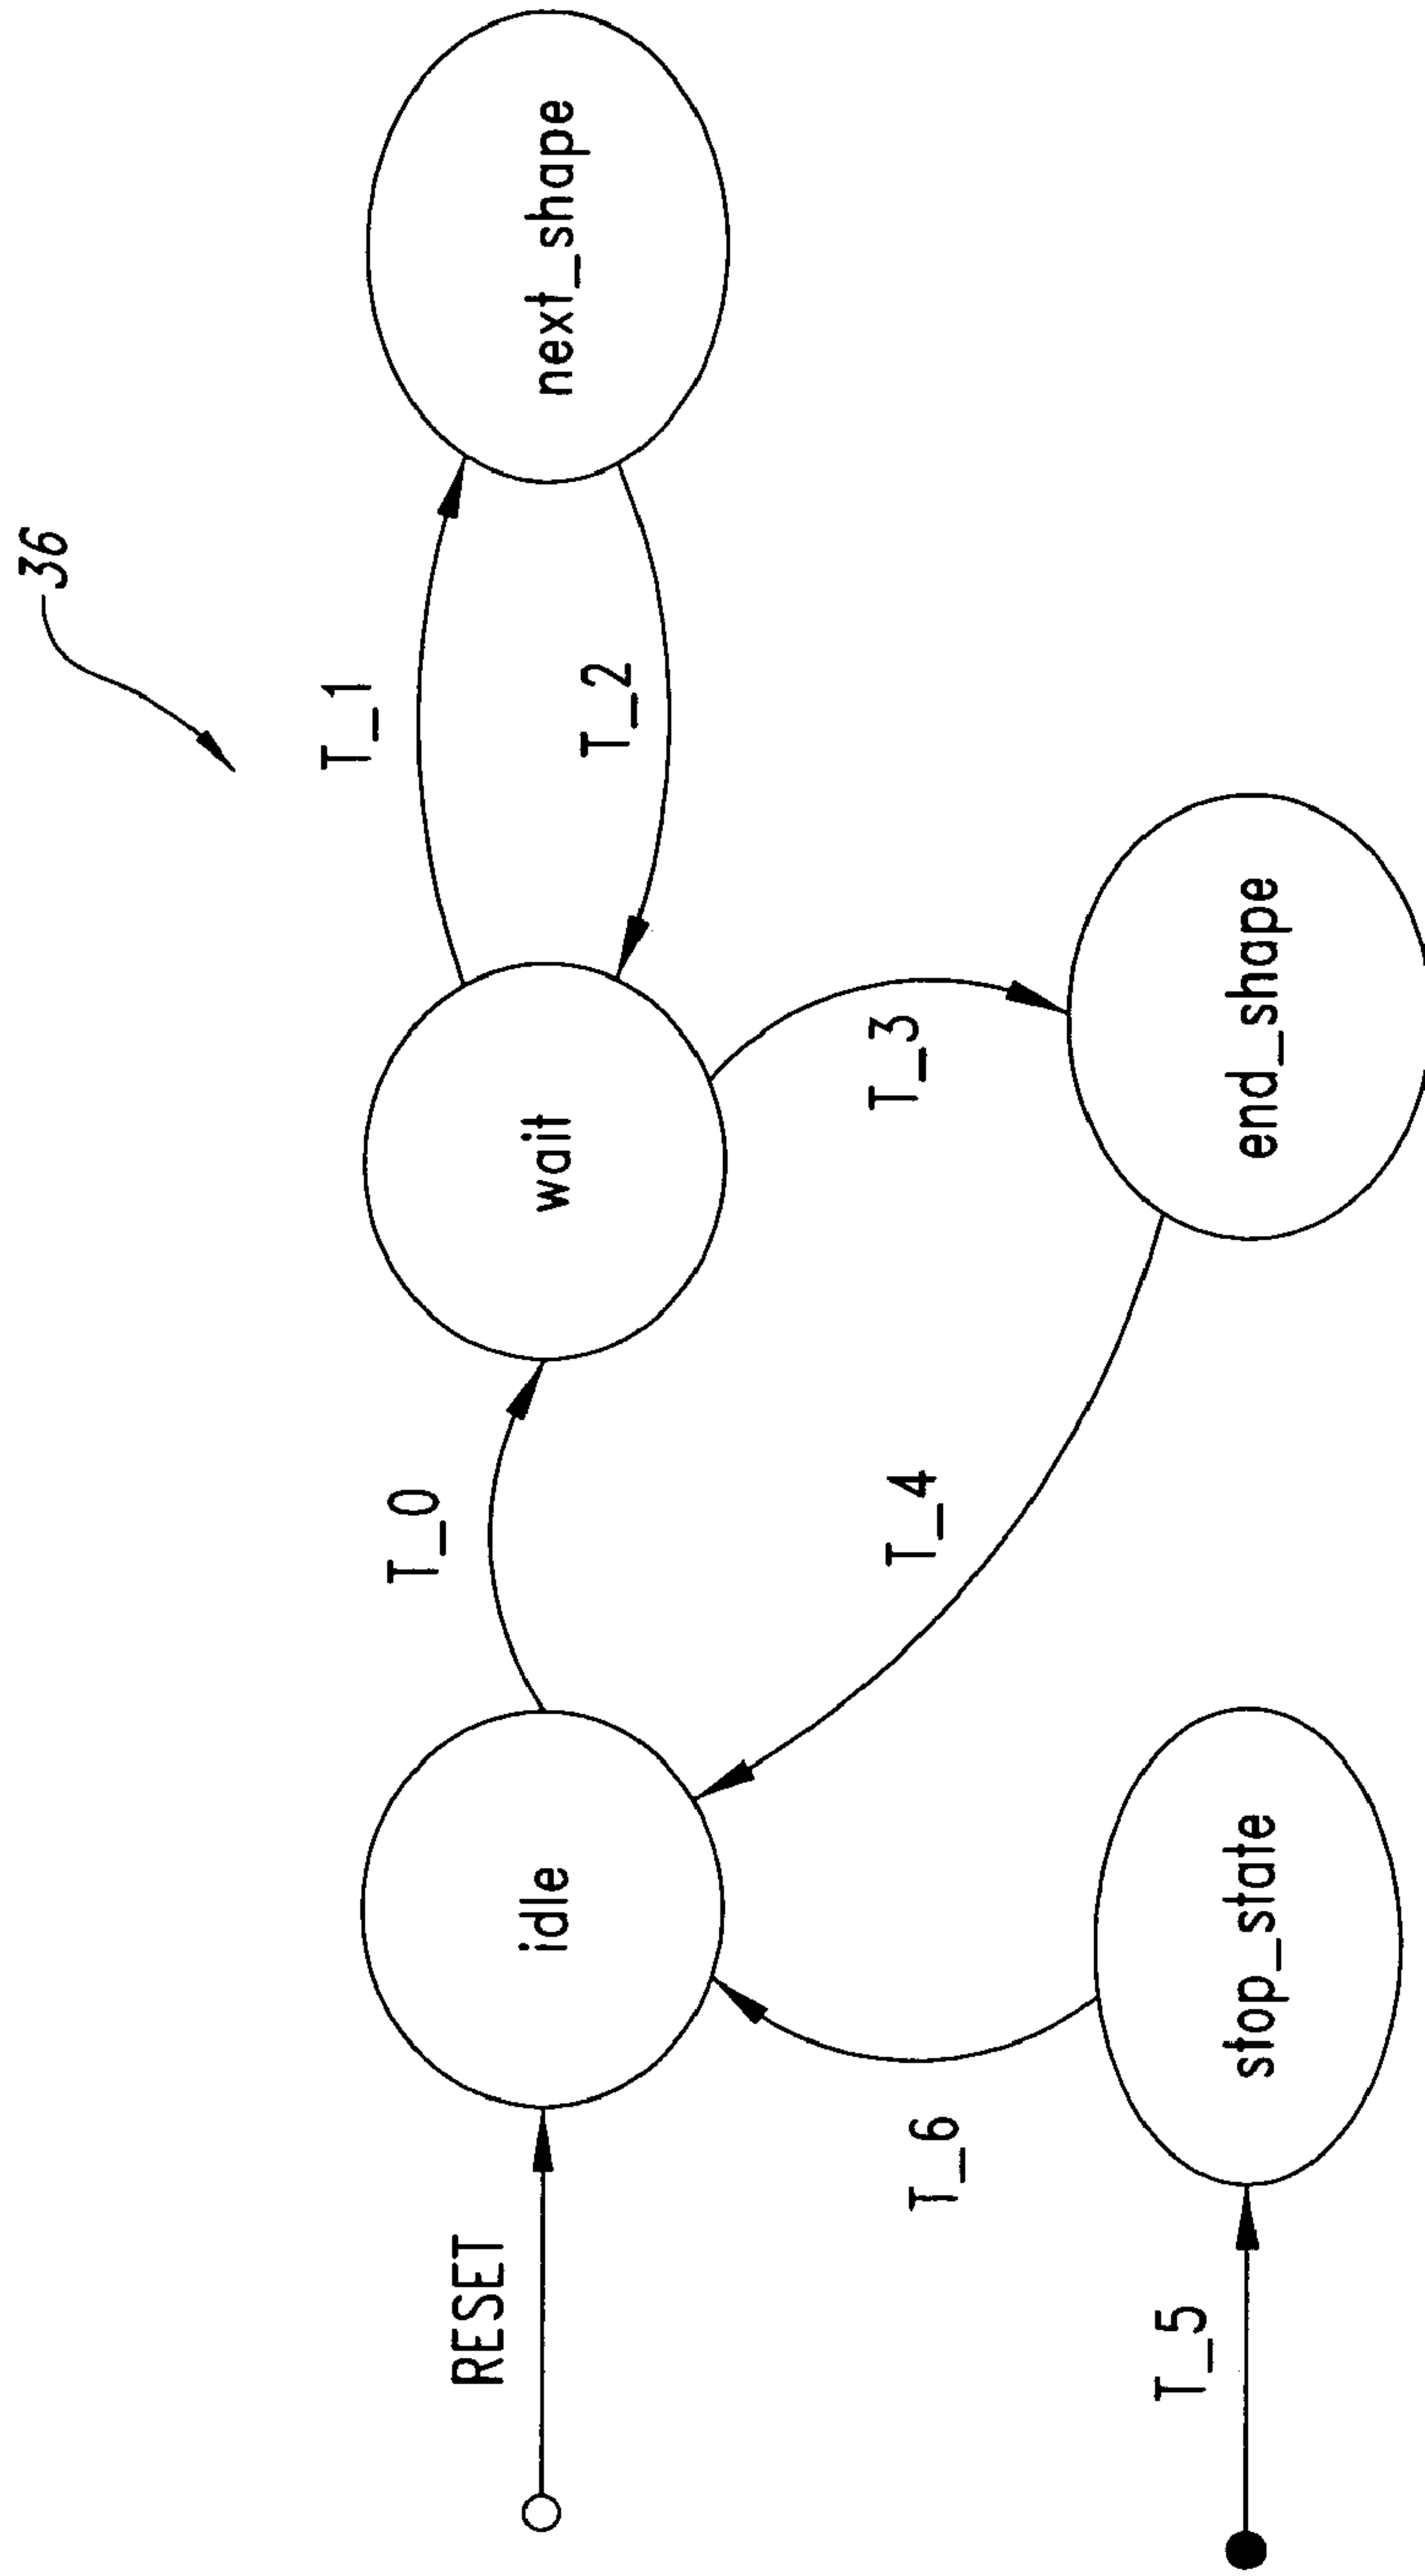 36
T_1
next_shape
T_2
wait
T_0
T_3
end_shape
T_4
idle
RESET
T_6
stop_state
T_5